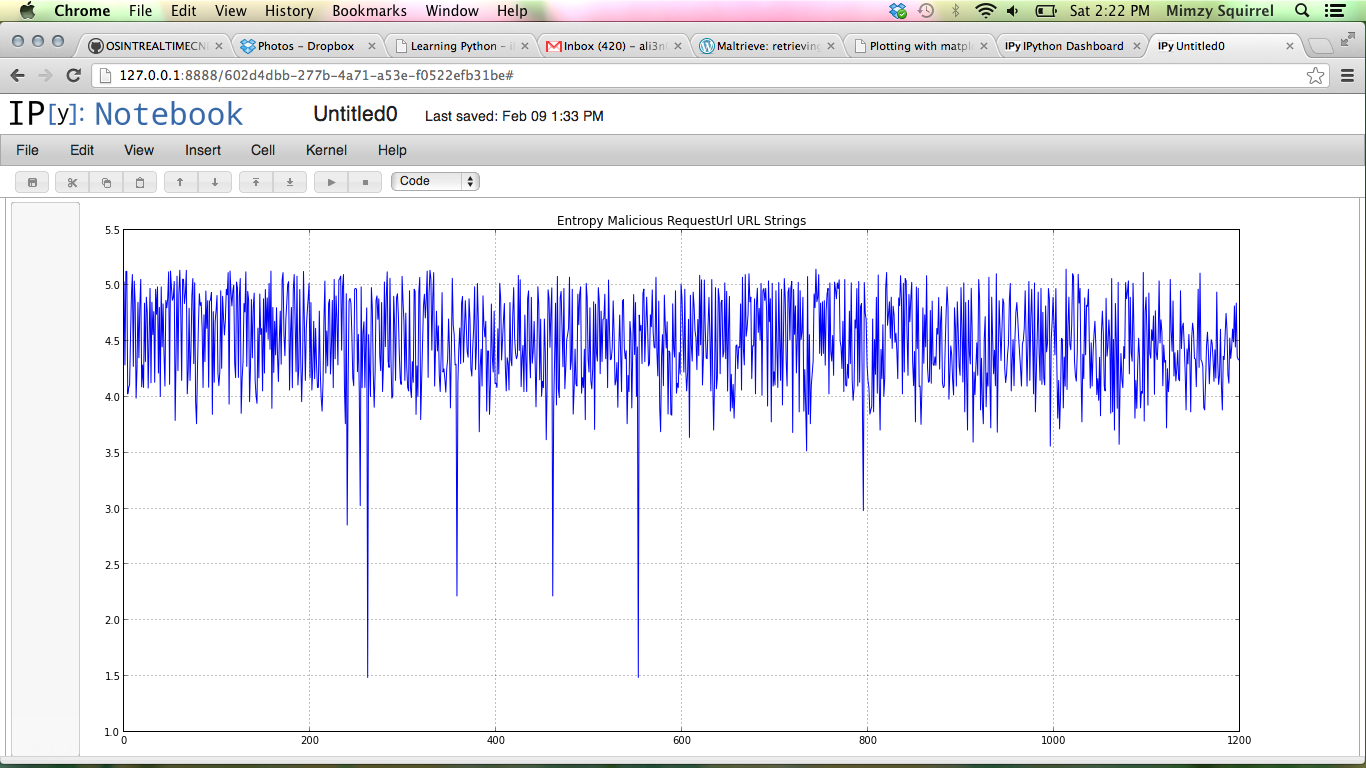 Chrome File Edit View History Bookmarks Window Help Sat 2:22 PM Mimzy Squirrel
OSINTREALTIMECN Photos – Dropbox Learning Python – i Inbox (420) – ali3n Maltrieve: retrieving Plotting with matpl IPy IPython Dashboard IPy Untitled0
127.0.0.1:8888/602d4dbb-277b-4a71-a53e-f0522efb31be#
IP[y]: Notebook Untitled0 Last saved: Feb 09 1:33 PM
File Edit View Insert Cell Kernel Help
Code
Entropy Malicious RequestUrl URL Strings
5.5
5.0
4.5
4.0
3.5
3.0
2.5
2.0
1.5
1.0
0 200 400 600 800 1000 1200